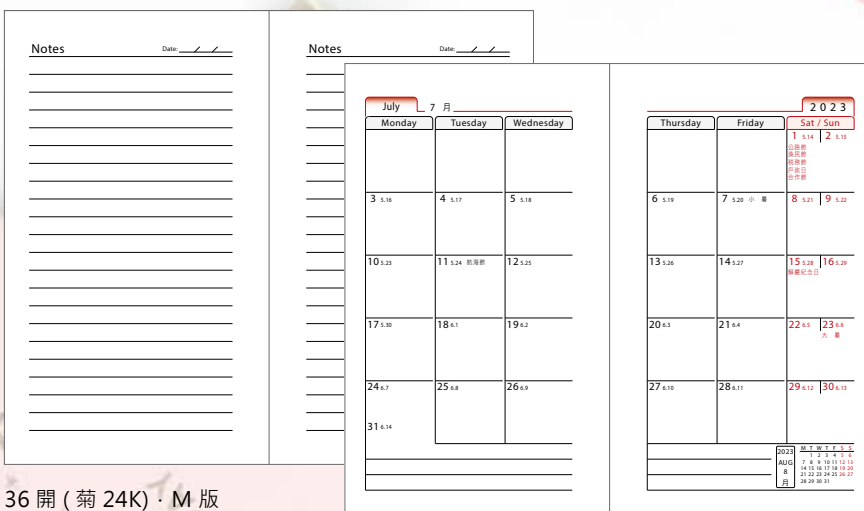 Notes Date:
Notes Date:
July 7 月
2023
Monday Tuesday Wednesday
Thursday Friday Sat / Sun
1 5.14 2 5.15
公路節
漁民節
稅務節
戶政日
合作節
3 5.16 4 5.17 5 5.18
6 5.19 7 5.20 小 暑 8 5.21 9 5.22
10 5.23 11 5.24 航海節 12 5.25
13 5.26 14 5.27 15 5.28 16 5.29
解嚴紀念日
17 5.30 18 6.1 19 6.2
20 6.3 21 6.4 22 6.5 23 6.6
大 暑
24 6.7 25 6.8 26 6.9
27 6.10 28 6.11 29 6.12 30 6.13
31 6.14
2023
AUG
8
月
M T W T F S S
1 2 3 4 5 6
7 8 9 10 11 12 13
14 15 16 17 18 19 20
21 22 23 24 25 26 27
28 29 30 31
36 開 ( 菊 24K) · M 版